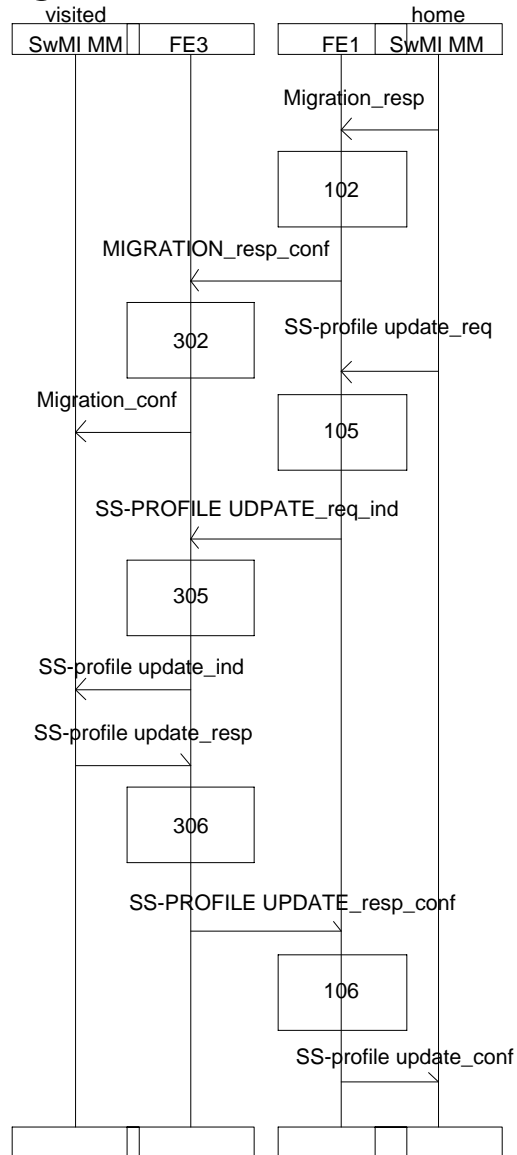 visited home
SwMI MM FE3 FE1 SwMI MM
Migration_resp
102
MIGRATION_resp_conf
302
SS-profile update_req
Migration_conf
105
SS-PROFILE UDPATE_req_ind
305
SS-profile update_ind
SS-profile update_resp
306
SS-PROFILE UPDATE_resp_conf
106
SS-profile update_conf